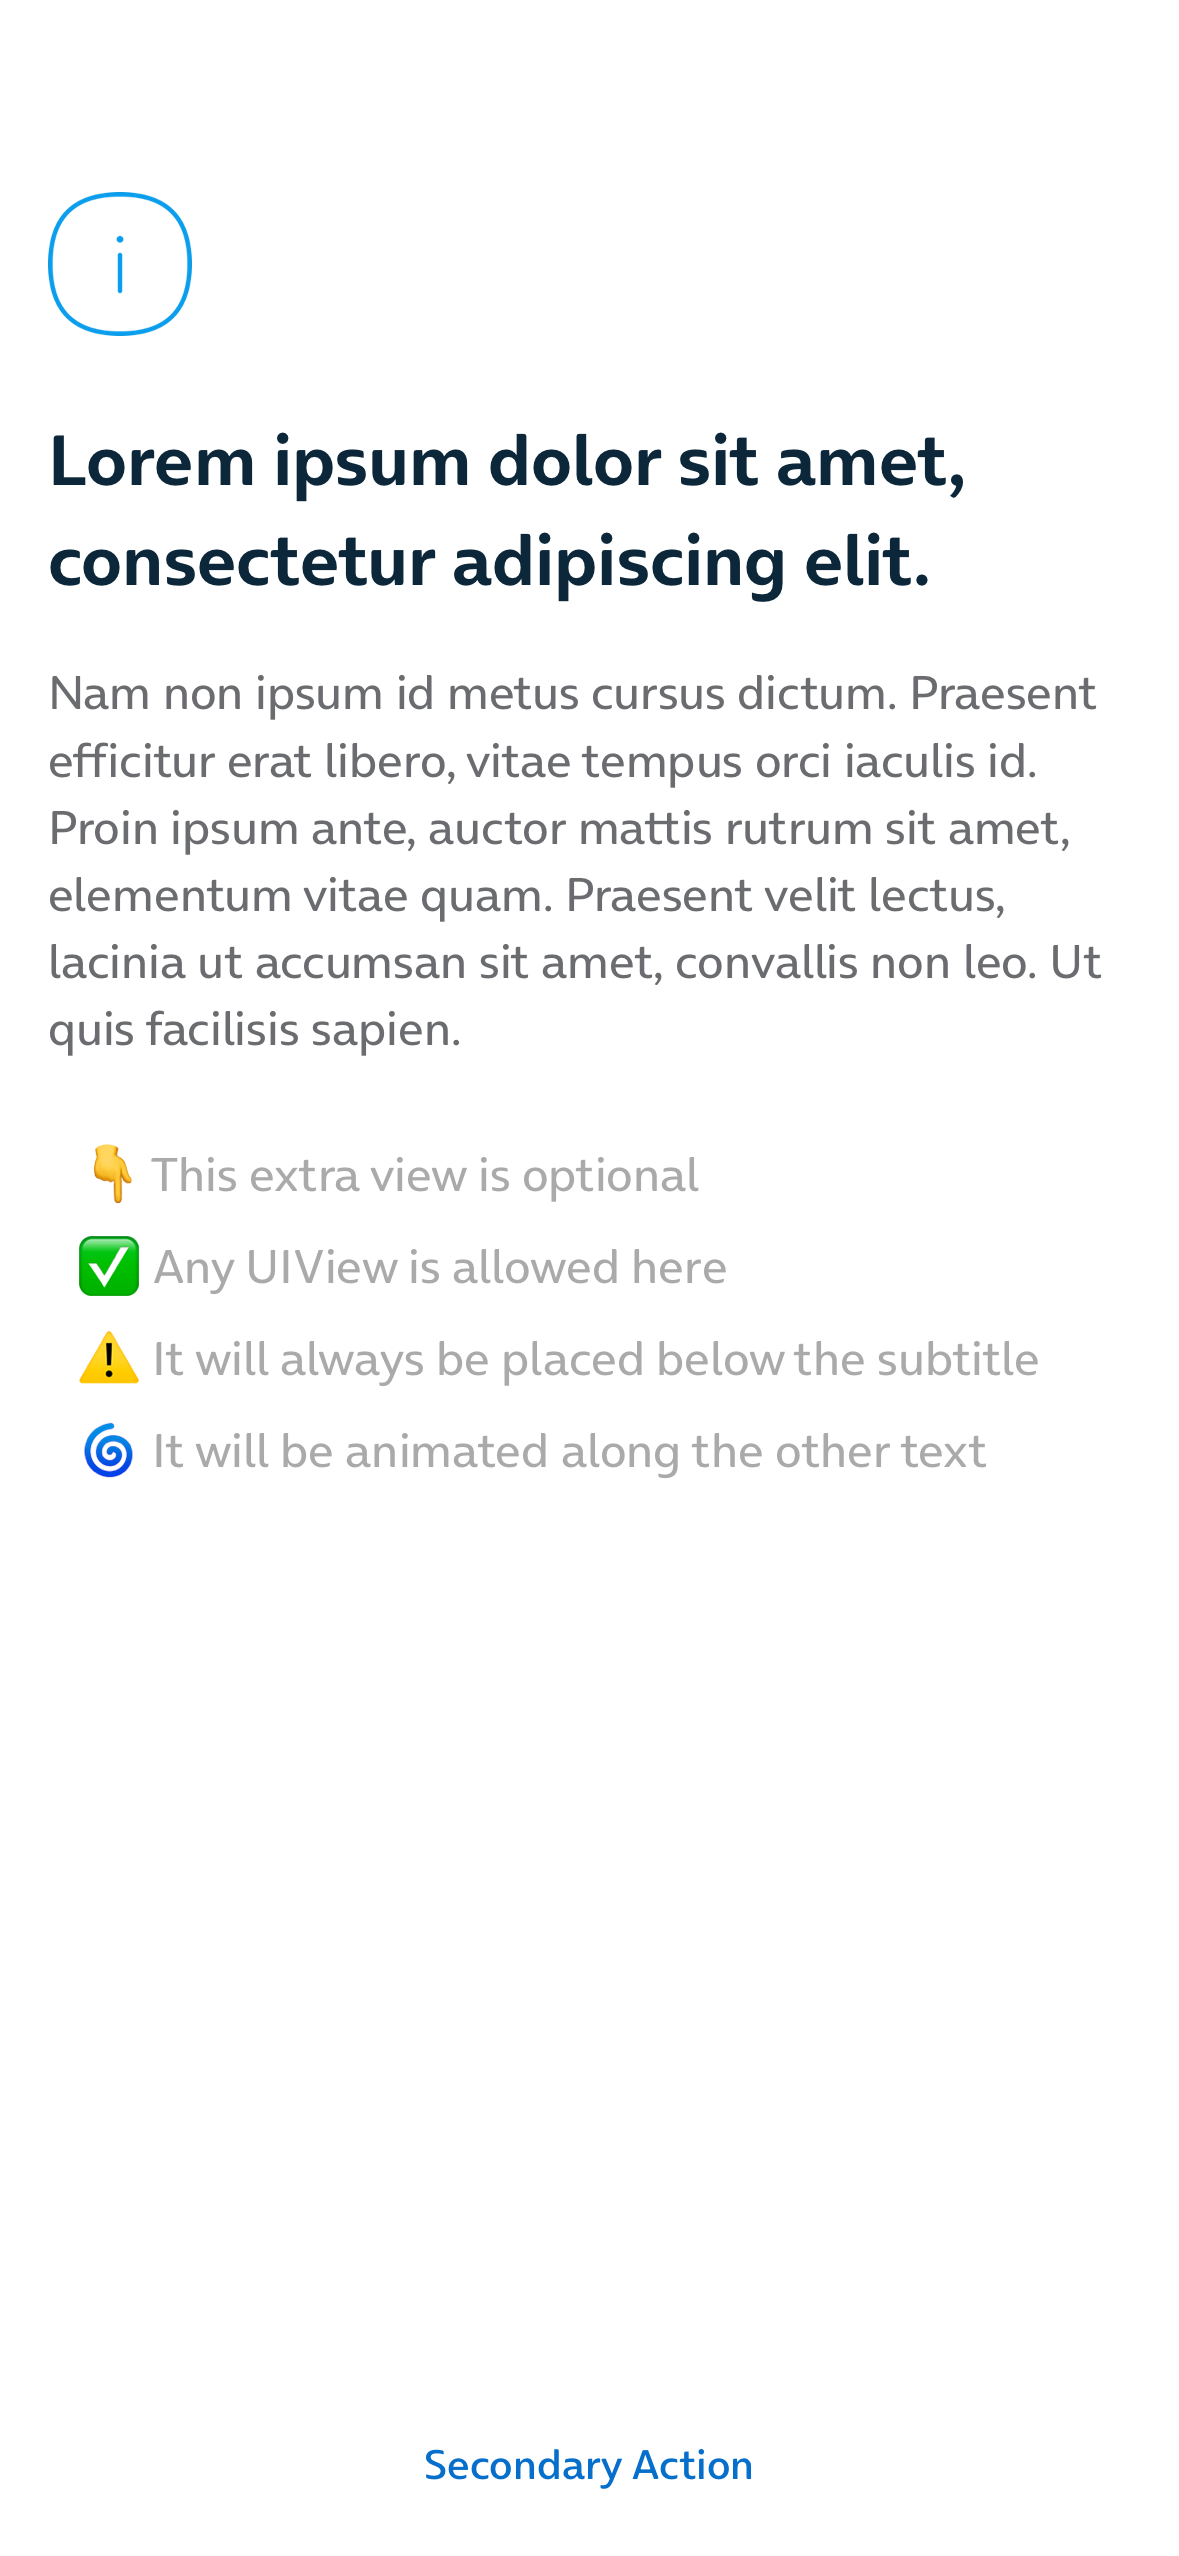 Lorem ipsum dolor sit amet,
consectetur adipiscing elit.
Nam non ipsum id metus cursus dictum. Praesent
efficitur erat libero, vitae tempus orci iaculis id.
Proin ipsum ante, auctor mattis rutrum sit amet,
elementum vitae quam. Praesent velit lectus,
lacinia ut accumsan sit amet, convallis non leo. Ut
quis facilisis sapien.
👇 This extra view is optional
✅ Any UIView is allowed here
⚠️ It will always be placed below the subtitle
🌀 It will be animated along the other text
Secondary Action